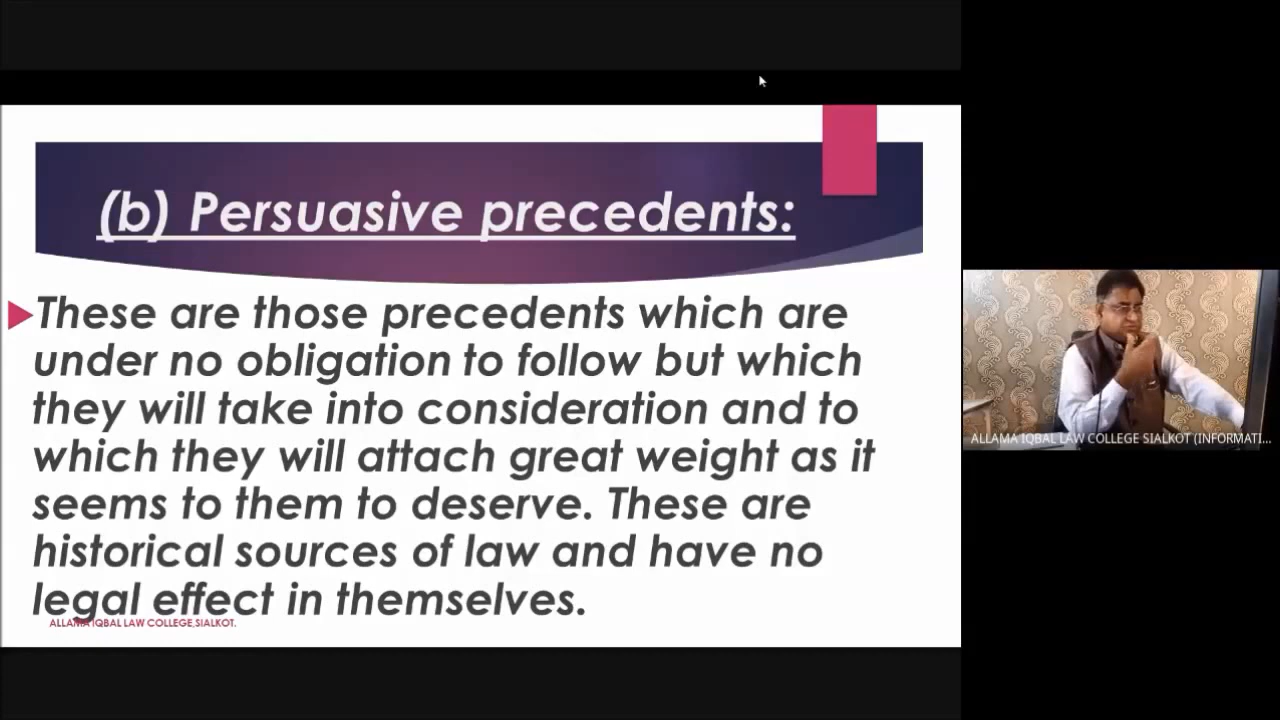 (b) Persuasive precedents:
These are those precedents which are
under no obligation to follow but which
they will take into consideration and to
which they will attach great weight as it
seems to them to deserve. These are
historical sources of law and have no
legal effect in themselves.
ALLAMA IQBAL LAW COLLEGE,SIALKOT.
ALLAMA IQBAL LAW COLLEGE SIALKOT (INFORMATI...